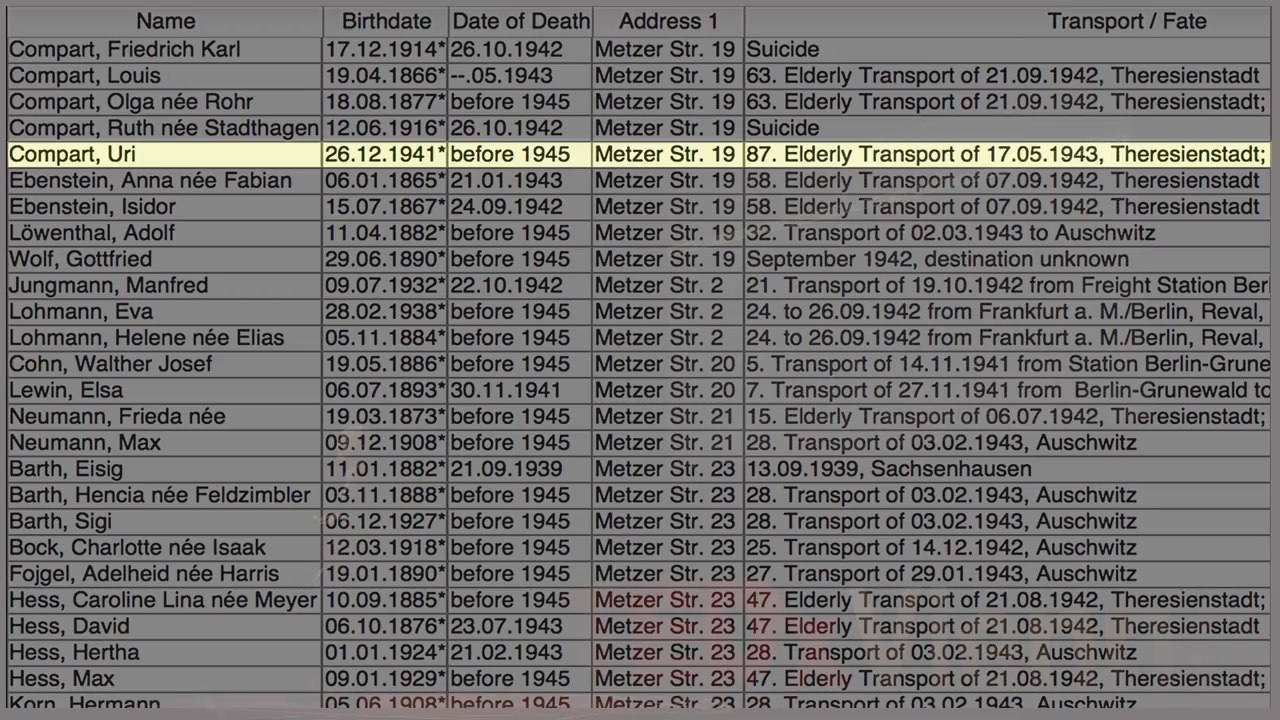 Name Birthdate Date of Death Address 1 Transport / Fate
Compart, Friedrich Karl 17.12.1914* 26.10.1942 Metzer Str. 19 Suicide
Compart, Louis 19.04.1866* --.05.1943 Metzer Str. 19 63. Elderly Transport of 21.09.1942, Theresienstadt
Compart, Olga née Rohr 18.08.1877* before 1945 Metzer Str. 19 63. Elderly Transport of 21.09.1942, Theresienstadt;
Compart, Ruth née Stadthagen 12.06.1916* 26.10.1942 Metzer Str. 19 Suicide
Compart, Uri 26.12.1941* before 1945 Metzer Str. 19 87. Elderly Transport of 17.05.1943, Theresienstadt;
Ebenstein, Anna née Fabian 06.01.1865* 21.01.1943 Metzer Str. 19 58. Elderly Transport of 07.09.1942, Theresienstadt
Ebenstein, Isidor 15.07.1867* 24.09.1942 Metzer Str. 19 58. Elderly Transport of 07.09.1942, Theresienstadt
Löwenthal, Adolf 11.04.1882* before 1945 Metzer Str. 19 32. Transport of 02.03.1943 to Auschwitz
Wolf, Gottfried 29.06.1890* before 1945 Metzer Str. 19 September 1942, destination unknown
Jungmann, Manfred 09.07.1932* 22.10.1942 Metzer Str. 2 21. Transport of 19.10.1942 from Freight Station Berl
Lohmann, Eva 28.02.1938* before 1945 Metzer Str. 2 24. to 26.09.1942 from Frankfurt a. M./Berlin, Reval,
Lohmann, Helene née Elias 05.11.1884* before 1945 Metzer Str. 2 24. to 26.09.1942 from Frankfurt a. M./Berlin, Reval,
Cohn, Walther Josef 19.05.1886* before 1945 Metzer Str. 20 5. Transport of 14.11.1941 from Station Berlin-Grune
Lewin, Elsa 06.07.1893* 30.11.1941 Metzer Str. 20 7. Transport of 27.11.1941 from Berlin-Grunewald to
Neumann, Frieda née 19.03.1873* before 1945 Metzer Str. 21 15. Elderly Transport of 06.07.1942, Theresienstadt;
Neumann, Max 09.12.1908* before 1945 Metzer Str. 21 28. Transport of 03.02.1943, Auschwitz
Barth, Eisig 11.01.1882* 21.09.1939 Metzer Str. 23 13.09.1939, Sachsenhausen
Barth, Hencia née Feldzimbler 03.11.1888* before 1945 Metzer Str. 23 28. Transport of 03.02.1943, Auschwitz
Barth, Sigi 06.12.1927* before 1945 Metzer Str. 23 28. Transport of 03.02.1943, Auschwitz
Bock, Charlotte née Isaak 12.03.1918* before 1945 Metzer Str. 23 25. Transport of 14.12.1942, Auschwitz
Fojgel, Adelheid née Harris 19.01.1890* before 1945 Metzer Str. 23 27. Transport of 29.01.1943, Auschwitz
Hess, Caroline Lina née Meyer 10.09.1885* before 1945 Metzer Str. 23 47. Elderly Transport of 21.08.1942, Theresienstadt;
Hess, David 06.10.1876* 23.07.1943 Metzer Str. 23 47. Elderly Transport of 21.08.1942, Theresienstadt
Hess, Hertha 01.01.1924* 21.02.1943 Metzer Str. 23 28. Transport of 03.02.1943, Auschwitz
Hess, Max 09.01.1929* before 1945 Metzer Str. 23 47. Elderly Transport of 21.08.1942, Theresienstadt;
Korn, Hermann 05.06.1908* before 1945 Metzer Str. 23 28. Transport of 03.02.1943, Auschwitz